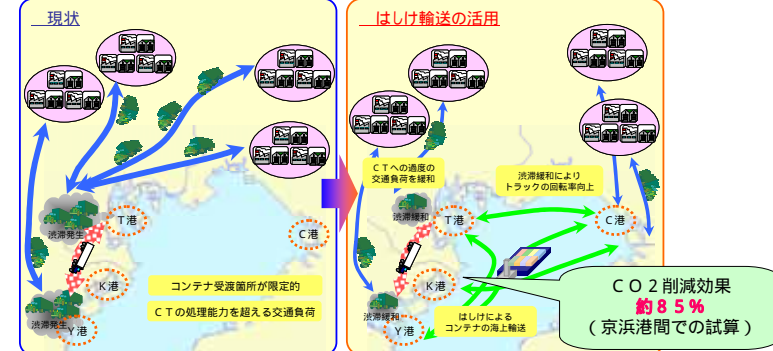 現状
渋滞発生
T港
C港
K港
渋滞発生
Y港
コンテナ受渡箇所が限定的
CTの処理能力を超える交通負荷
はしけ輸送の活用
CTへの過度の
交通負荷を緩和
渋滞緩和により
トラックの回転率向上
渋滞緩和
T港
C港
K港
渋滞緩和
Y港
はしけによる
コンテナの海上輸送
CO2削減効果
約85%
(京浜港間での試算)